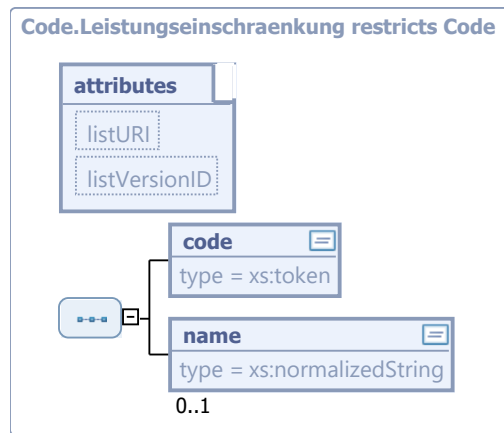 Code.Leistungseinschraenkung restricts Code
attributes
listURI
listVersionID
code
type = xs:token
name
type = xs:normalizedString
0..1